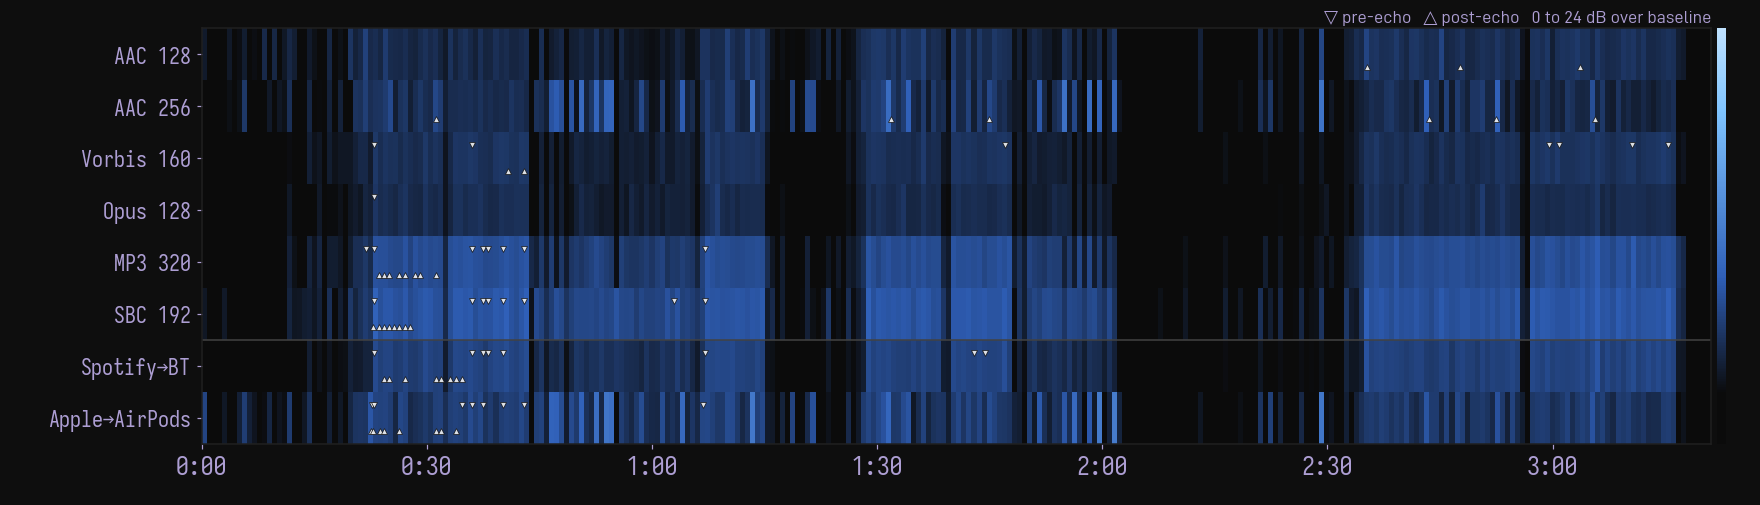 ▽ pre-echo △ post-echo 0 to 24 dB over baseline
AAC 128
AAC 256
Vorbis 160
Opus 128
MP3 320
SBC 192
Spotify→BT
Apple→AirPods
0:00 0:30 1:00 1:30 2:00 2:30 3:00